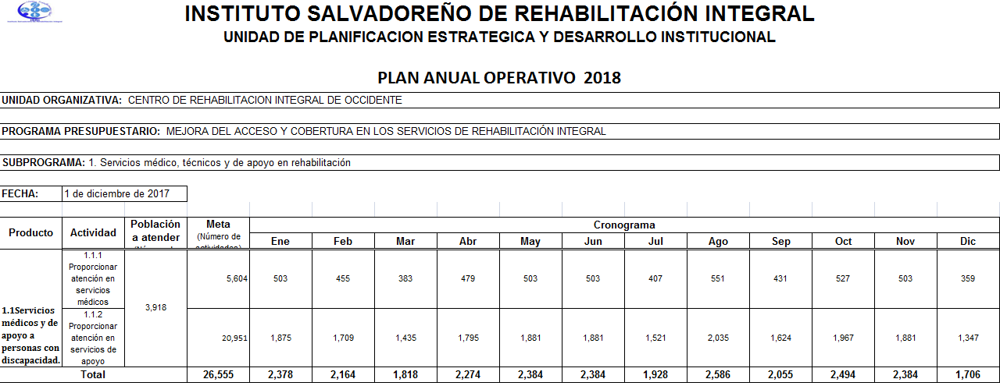 INSTITUTO SALVADOREÑO DE REHABILITACIÓN INTEGRAL
UNIDAD DE PLANIFICACION ESTRATEGICA Y DESARROLLO INSTITUCIONAL
PLAN ANUAL OPERATIVO 2018
UNIDAD ORGANIZATIVA: CENTRO DE REHABILITACION INTEGRAL DE OCCIDENTE
PROGRAMA PRESUPUESTARIO: MEJORA DEL ACCESO Y COBERTURA EN LOS SERVICIOS DE REHABILITACIÓN INTEGRAL
SUBPROGRAMA: 1. Servicios médico, técnicos y de apoyo en rehabilitación
FECHA: 1 de diciembre de 2017
Producto
Actividad
Población
a atender
Meta
(Número de
actividades)
Cronograma
Ene Feb Mar Abr May Jun Jul Ago Sep Oct Nov Dic
1.1Servicios
médicos y de
apoyo a
personas con
discapacidad.
1.1.1
Proporcionar
atención en
servicios
médicos
3,918
5,604 503 455 383 479 503 503 407 551 431 527 503 359
1.1.2
Proporcionar
atención en
servicios de
apoyo
20,951 1,875 1,709 1,435 1,795 1,881 1,881 1,521 2,035 1,624 1,967 1,881 1,347
Total 26,555 2,378 2,164 1,818 2,274 2,384 2,384 1,928 2,586 2,055 2,494 2,384 1,706